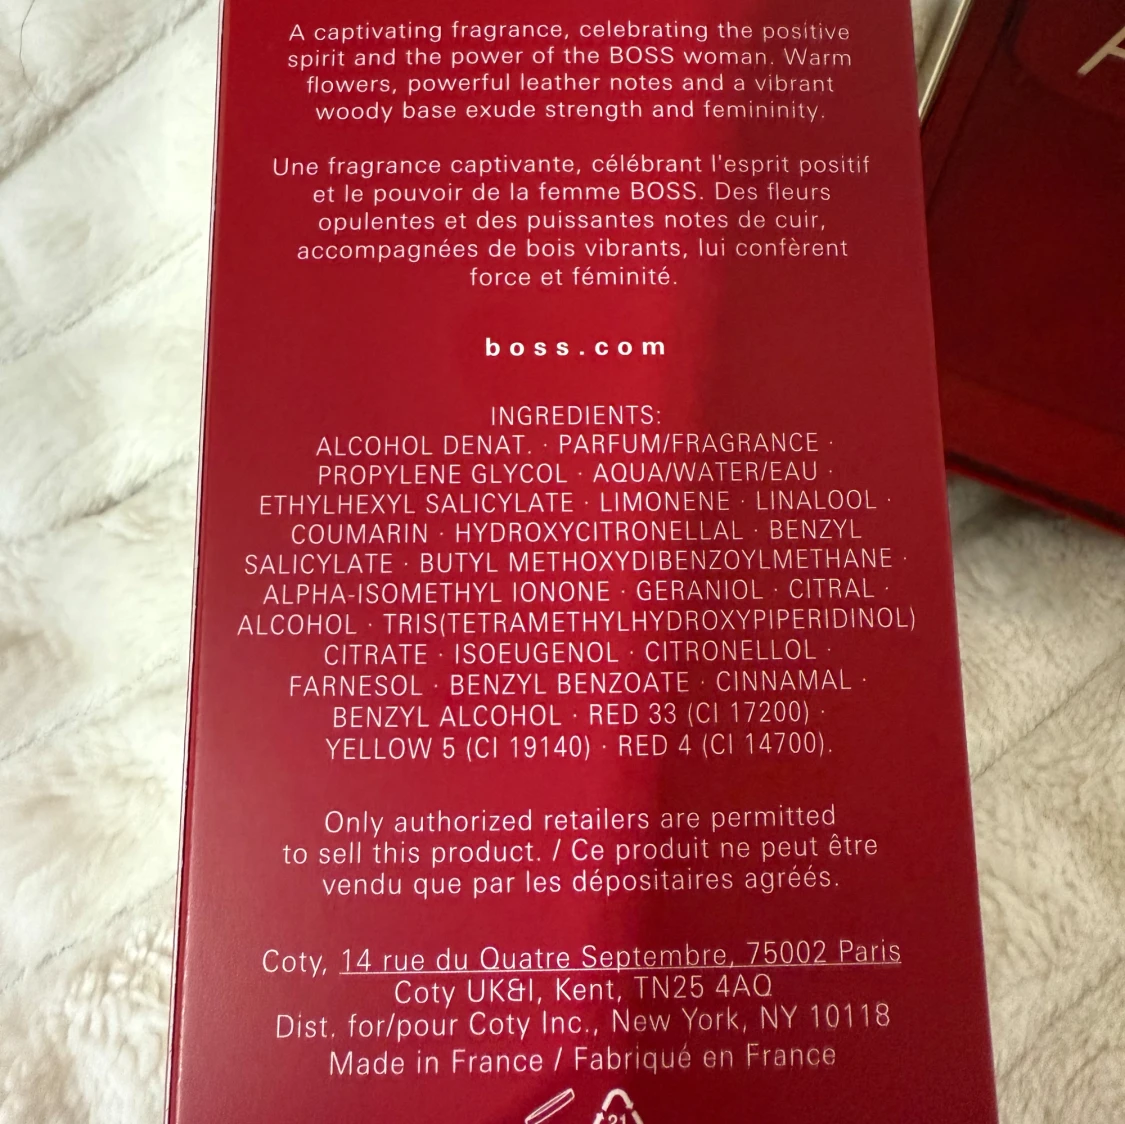 A captivating fragrance, celebrating the positive
spirit and the power of the BOSS woman. Warm
flowers, powerful leather notes and a vibrant
woody base exude strength and femininity.
Une fragrance captivante, célébrant l'esprit positif
et le pouvoir de la femme BOSS. Des fleurs
opulentes et des puissantes notes de cuir,
accompagnées de bois vibrants, lui confèrent
force et féminité.
boss.com
INGREDIENTS:
ALCOHOL DENAT. · PARFUM/FRAGRANCE ·
PROPYLENE GLYCOL · AQUA/WATER/EAU ·
ETHYLHEXYL SALICYLATE · LIMONENE · LINALOOL ·
COUMARIN · HYDROXYCITRONELLAL · BENZYL
SALICYLATE · BUTYL METHOXYDIBENZOYLMETHANE ·
ALPHA-ISOMETHYL IONONE · GERANIOL · CITRAL ·
ALCOHOL · TRIS(TETRAMETHYLHYDROXYPIPERIDINOL)
CITRATE · ISOEUGENOL · CITRONELLOL ·
FARNESOL · BENZYL BENZOATE · CINNAMAL ·
BENZYL ALCOHOL · RED 33 (CI 17200) ·
YELLOW 5 (CI 19140) · RED 4 (CI 14700).
Only authorized retailers are permitted
to sell this product. / Ce produit ne peut être
vendu que par les dépositaires agréés.
Coty, 14 rue du Quatre Septembre, 75002 Paris
Coty UK&I, Kent, TN25 4AQ
Dist. for/pour Coty Inc., New York, NY 10118
Made in France / Fabriqué en France
21